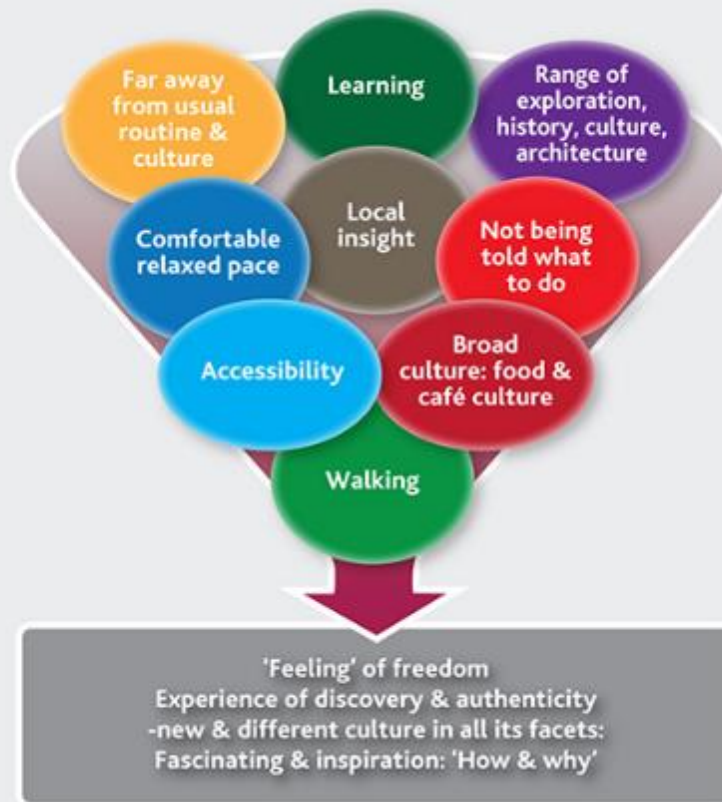 Far away
from usual
routine &
culture
Learning
Range of
exploration,
history, culture,
architecture
Comfortable
relaxed pace
Local
insight
Not being
told what
to do
Accessibility
Broad
culture: food &
café culture
Walking
'Feeling' of freedom
Experience of discovery & authenticity
-new & different culture in all its facets:
Fascinating & inspiration: 'How & why'